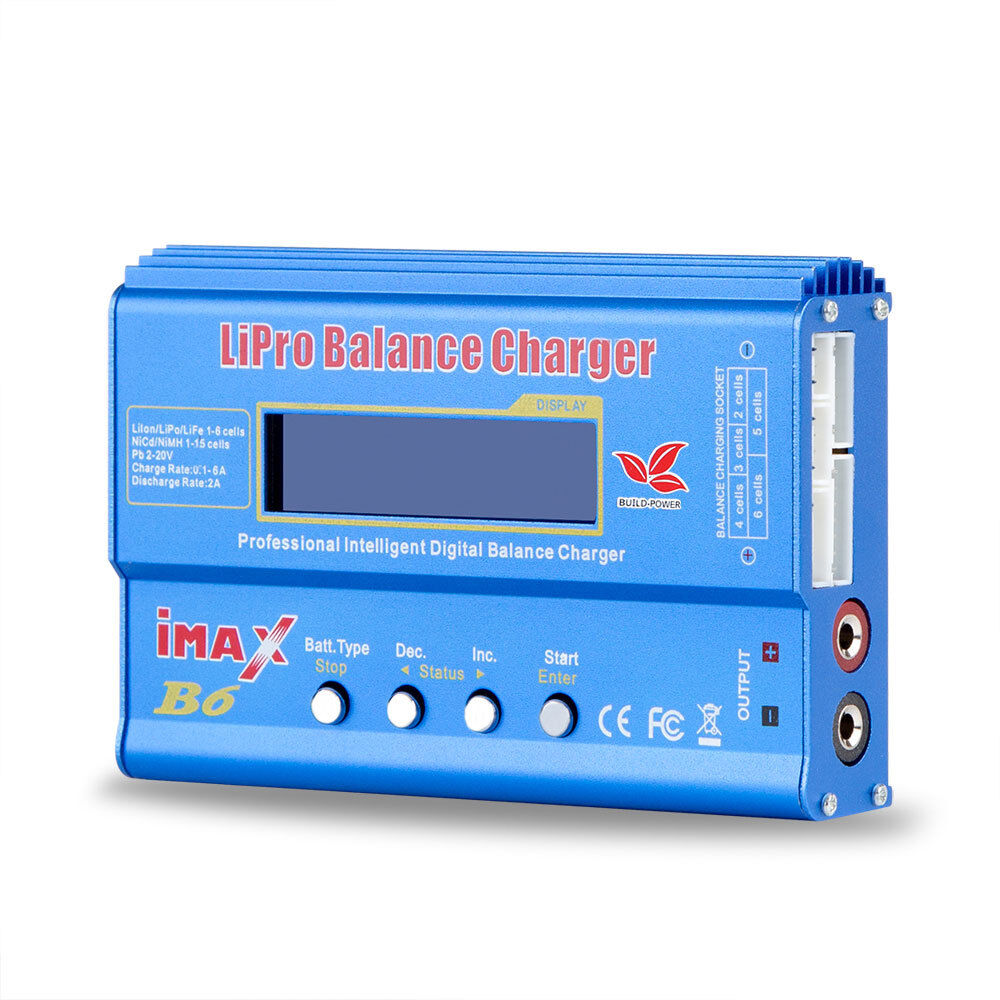 LiPro Balance Charger
DISPLAY
LiIon/LiPo/LiFe 1-6 cells
NiCd/NiMH 1-15 cells
Pb 2-20V
Charge Rate:0.1-6A
Discharge Rate:2A
BUILD-POWER
Professional Intelligent Digital Balance Charger
BALANCE CHARGING SOCKET
2 cells
3 cells
4 cells
5 cells
6 cells
iMAX
B6
Batt.Type
Stop
Dec.
Inc.
◄ Status ►
Start
Enter
CE FC
OUTPUT
+
-